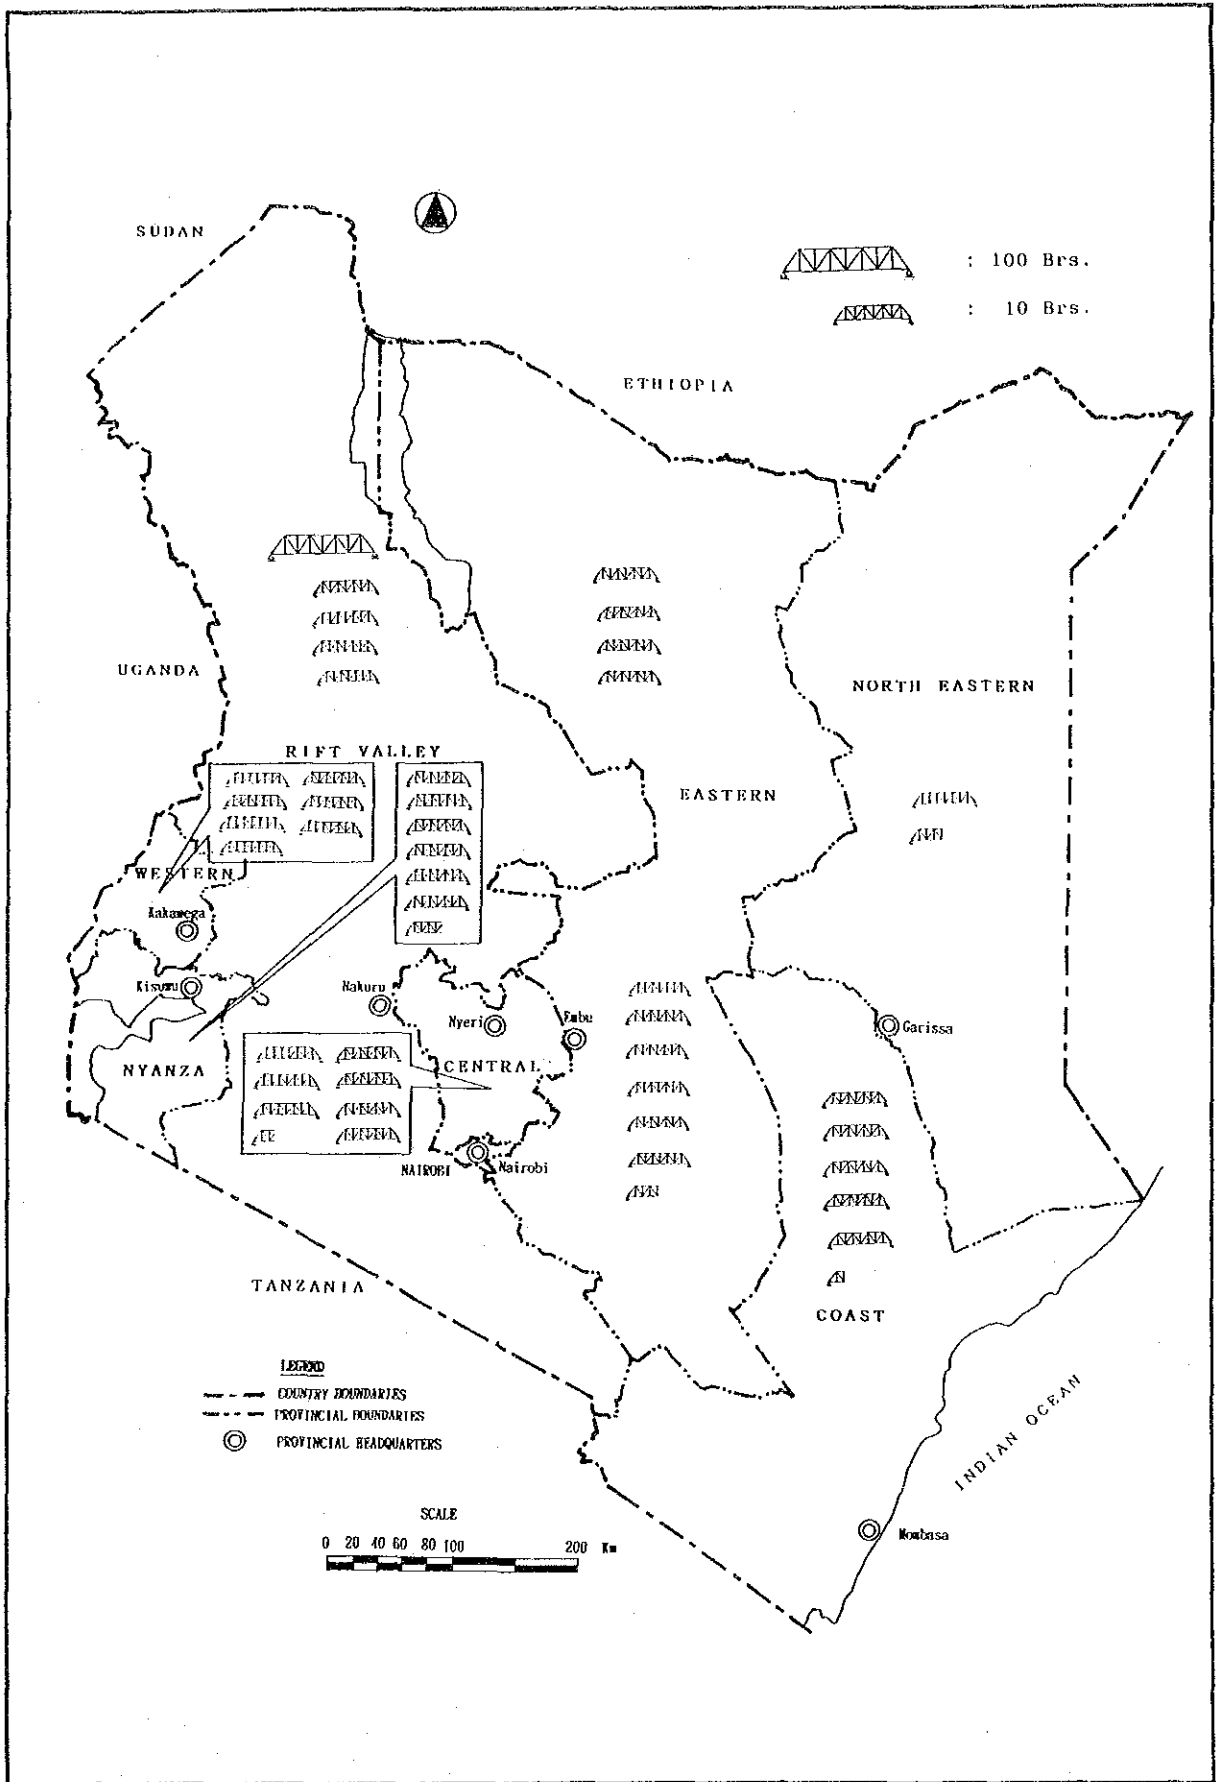 SUDAN
: 100 Brs.
: 10 Brs.
ETHIOPIA
UGANDA
NORTH EASTERN
RIFT VALLEY
EASTERN
WESTERN
Kakamega
Kisumu
Nakuru
Nyeri
Embu
Garissa
NYANZA
CENTRAL
NAIROBI
Nairobi
TANZANIA
COAST
LEGEND
COUNTRY BOUNDARIES
PROVINCIAL BOUNDARIES
PROVINCIAL HEADQUARTERS
INDIAN OCEAN
SCALE
0 20 40 60 80 100 200 Km
Mombasa